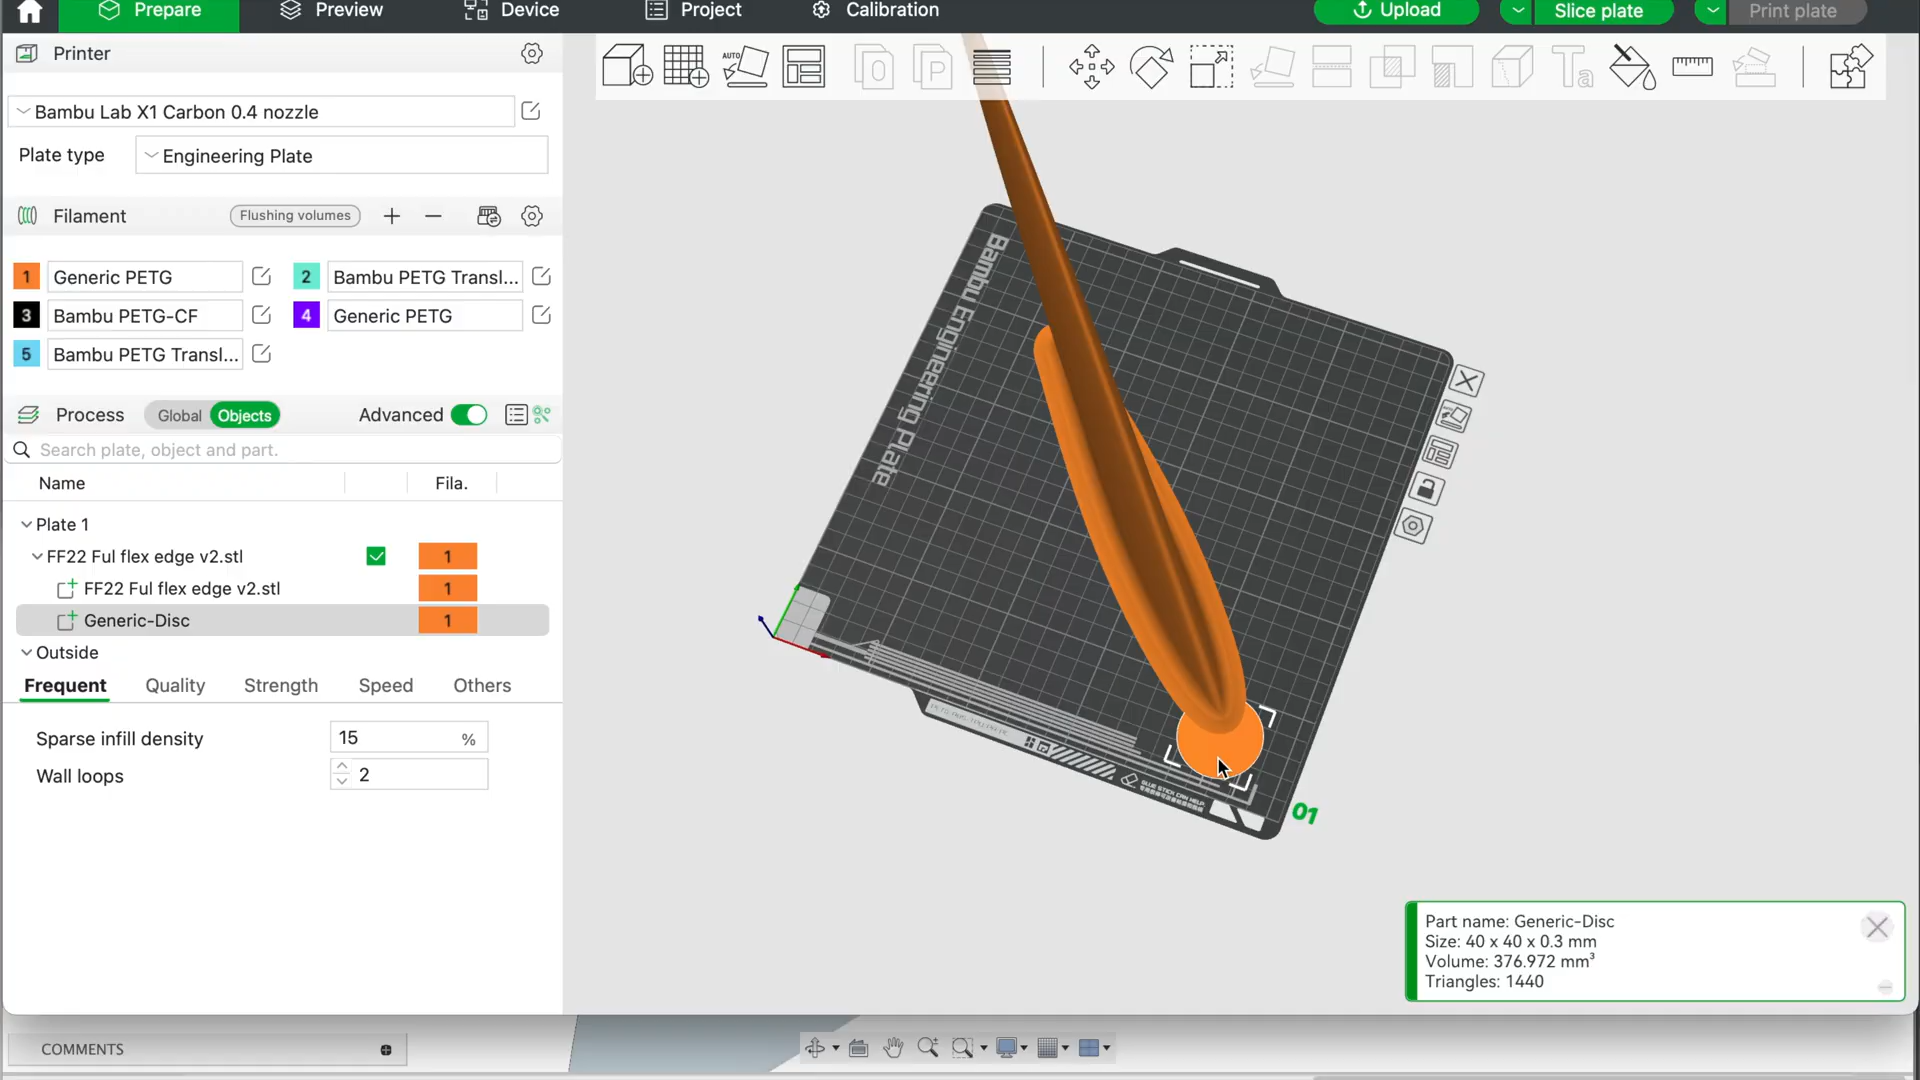 Prepare
Preview
Device
Project
Calibration
Upload
Slice plate
Print plate
Printer
Bambu Lab X1 Carbon 0.4 nozzle
Plate type
Engineering Plate
Filament
Flushing volumes
1 Generic PETG
2 Bambu PETG Transl...
3 Bambu PETG-CF
4 Generic PETG
5 Bambu PETG Transl...
Process
Global
Objects
Advanced
Search plate, object and part.
Name
Fila.
Plate 1
FF22 Ful flex edge v2.stl
1
FF22 Ful flex edge v2.stl
1
Generic-Disc
1
Outside
Frequent
Quality
Strength
Speed
Others
Sparse infill density
15
%
Wall loops
2
AUTO
Bambu Engineering Plate
GLUE STICK CAN HELP
01
Part name: Generic-Disc
Size: 40 x 40 x 0.3 mm
Volume: 376.972 mm³
Triangles: 1440
COMMENTS